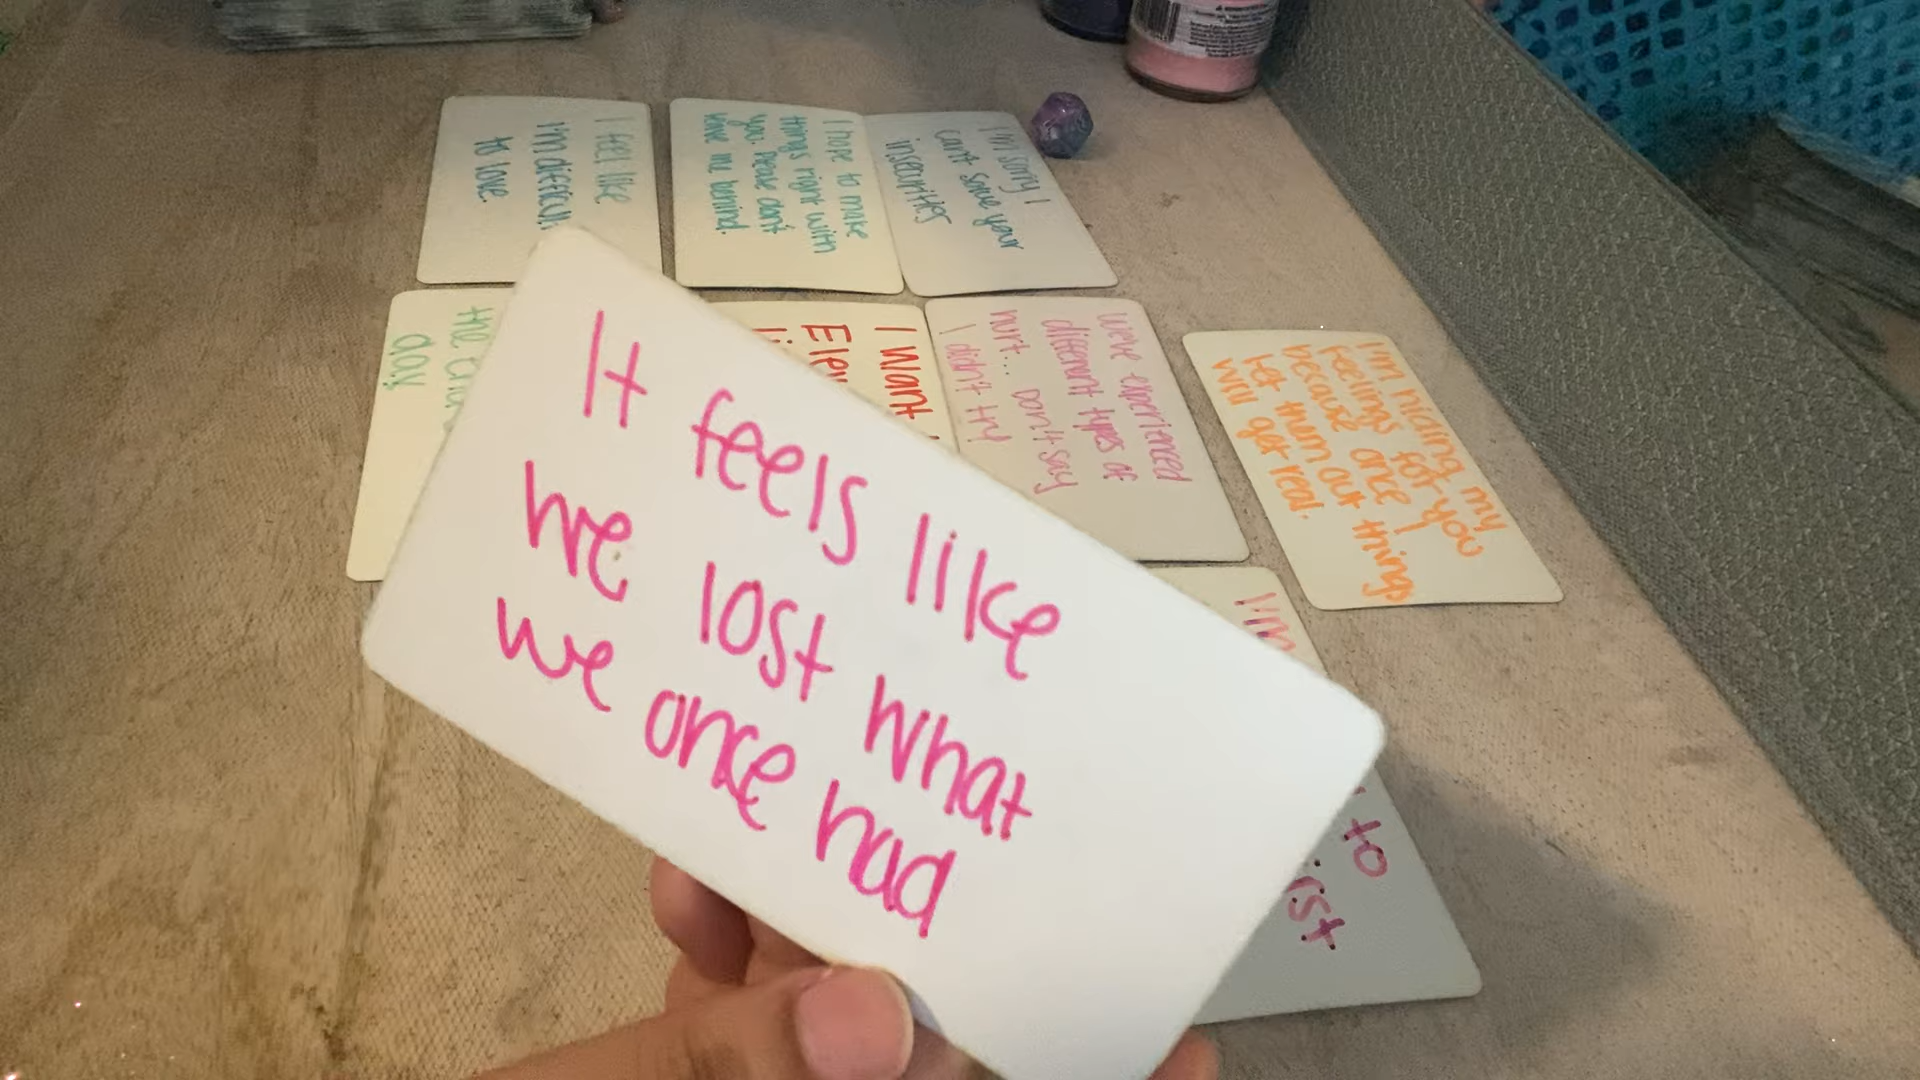 I feel like
I'm difficul
to love
I hope to make
things right with
you. Please don't
leave me behind.
I'm sorry I
can't solve your
insecurities
the
day
I want
We've experienced
different types of
hurt... Don't say
I didn't try
I'm hiding my
feelings for you
because once I
let them out things
will get real.
It feels like
we lost what
we once had
I'm
to